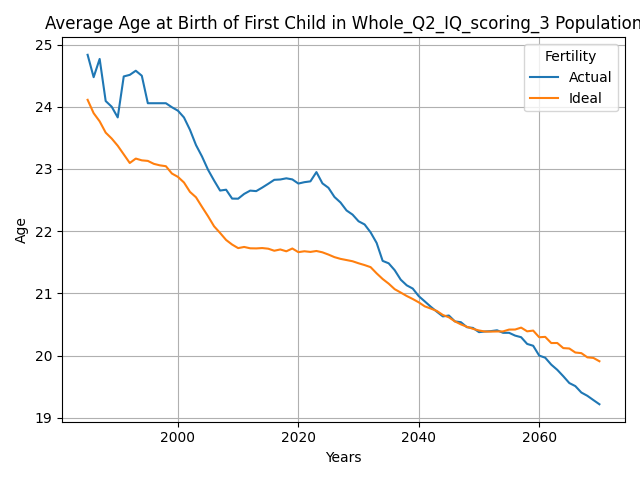 Average Age at Birth of First Child in Whole_Q2_IQ_scoring_3 Population
Fertility
Actual
Ideal
Age
25
24
23
22
21
20
19
2000 2020 2040 2060
Years